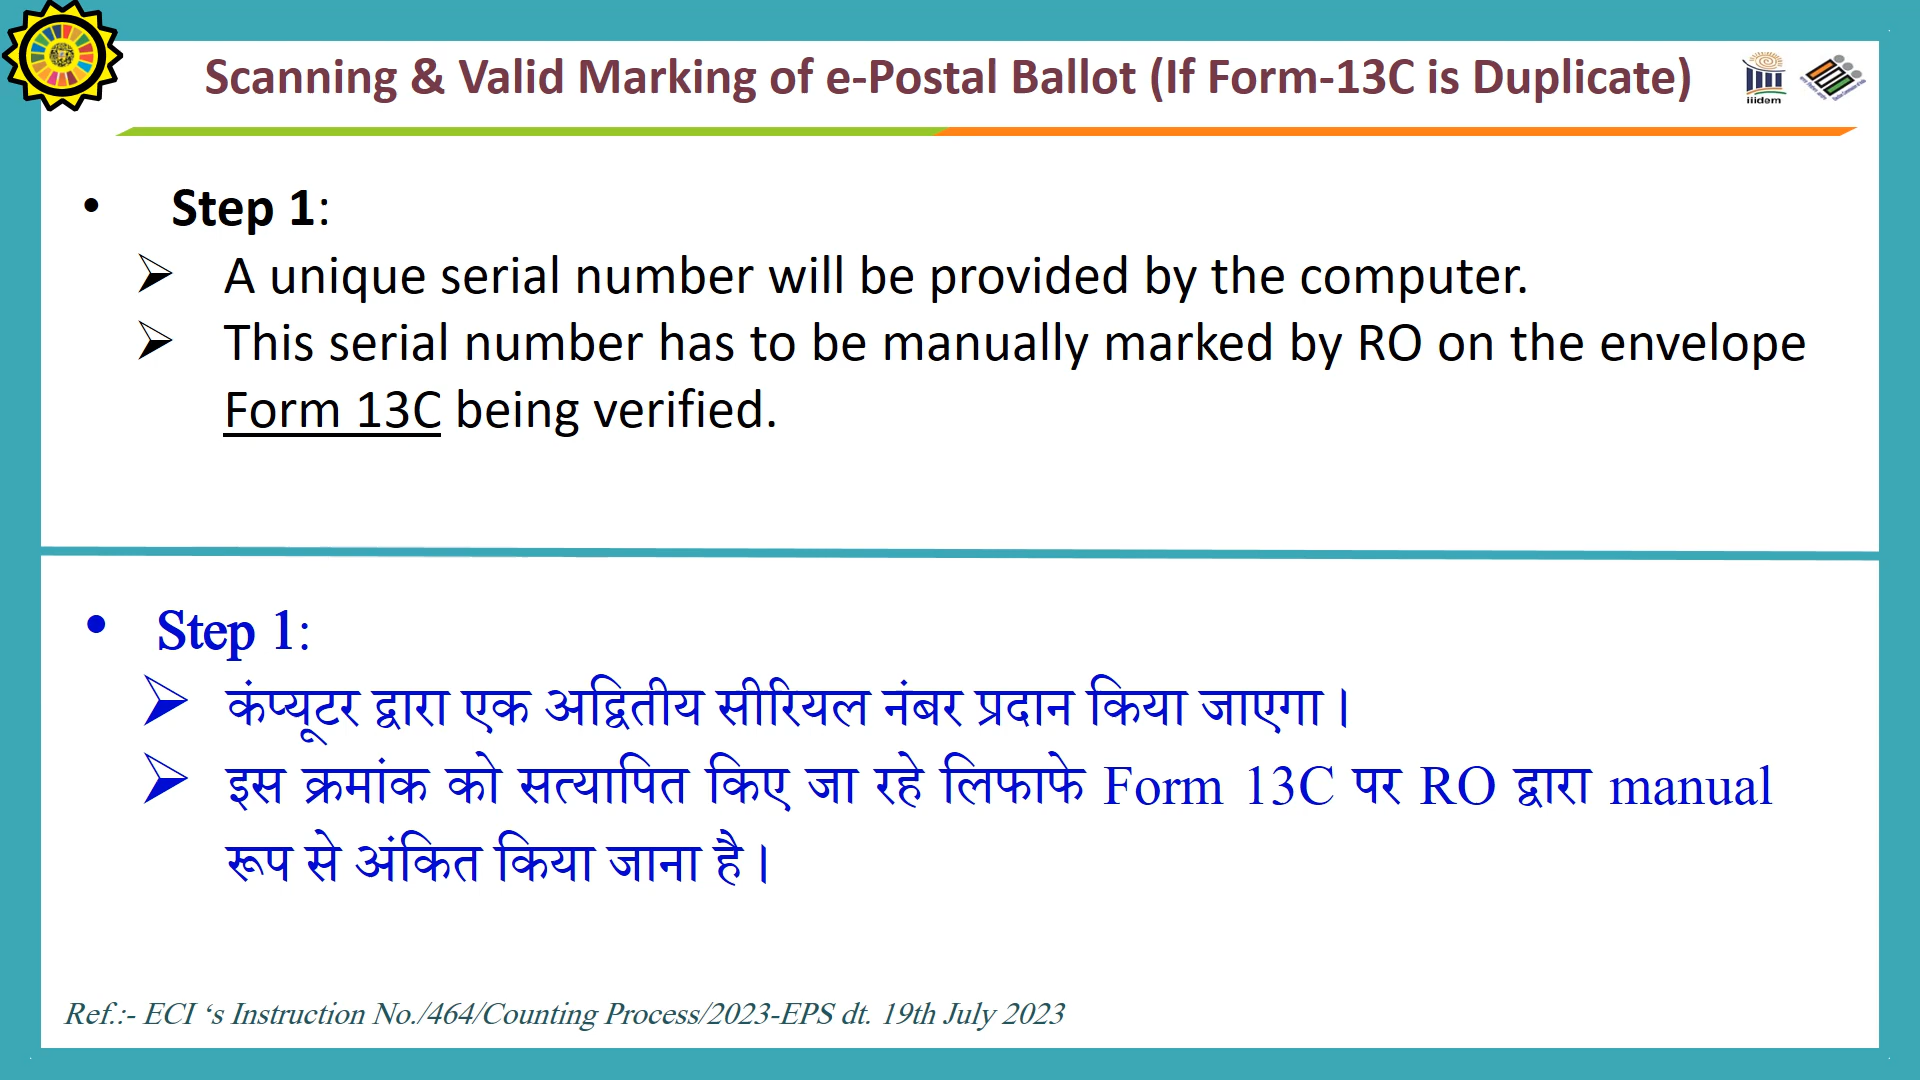 Scanning & Valid Marking of e-Postal Ballot (If Form-13C is Duplicate)
iiidem
• Step 1:
➢ A unique serial number will be provided by the computer.
➢ This serial number has to be manually marked by RO on the envelope
Form 13C being verified.
• Step 1:
➢ कंप्यूटर द्वारा एक अद्वितीय सीरियल नंबर प्रदान किया जाएगा।
➢ इस क्रमांक को सत्यापित किए जा रहे लिफाफे Form 13C पर RO द्वारा manual
रूप से अंकित किया जाना है।
Ref.:- ECI ‘s Instruction No./464/Counting Process/2023-EPS dt. 19th July 2023